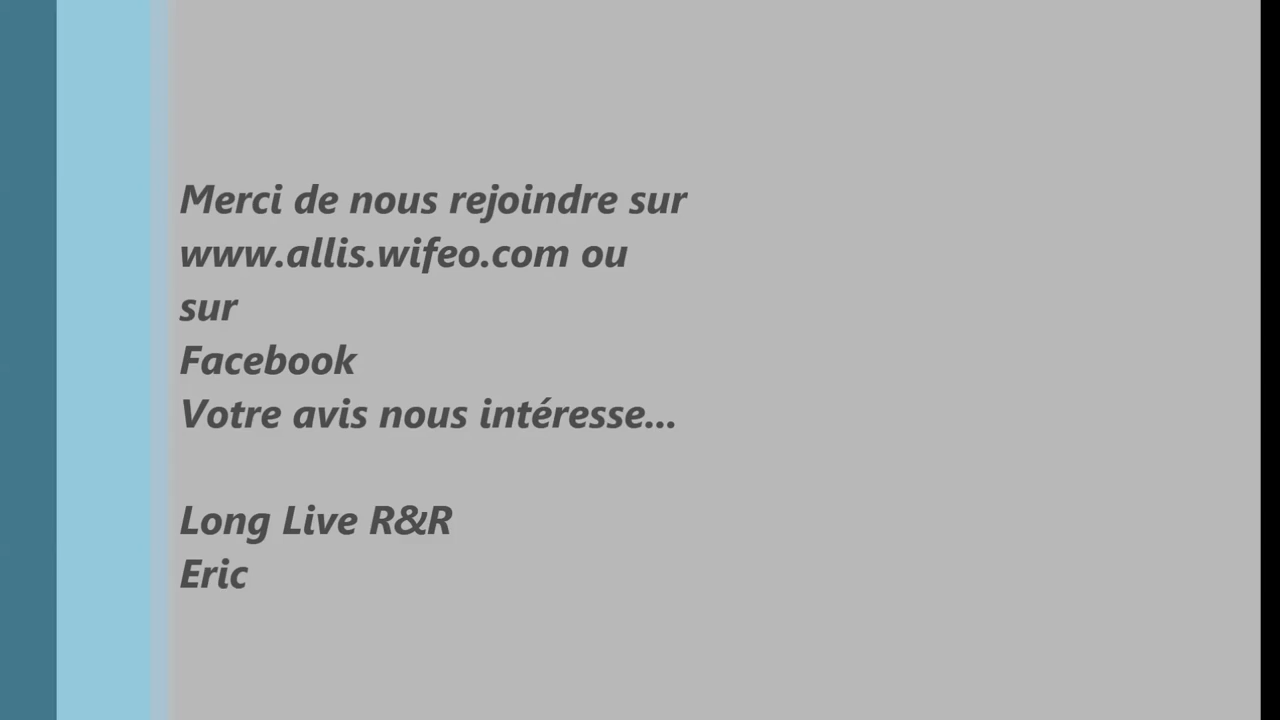 Merci de nous rejoindre sur
www.allis.wifeo.com ou
sur
Facebook
Votre avis nous intéresse...
Long Live R&R
Eric